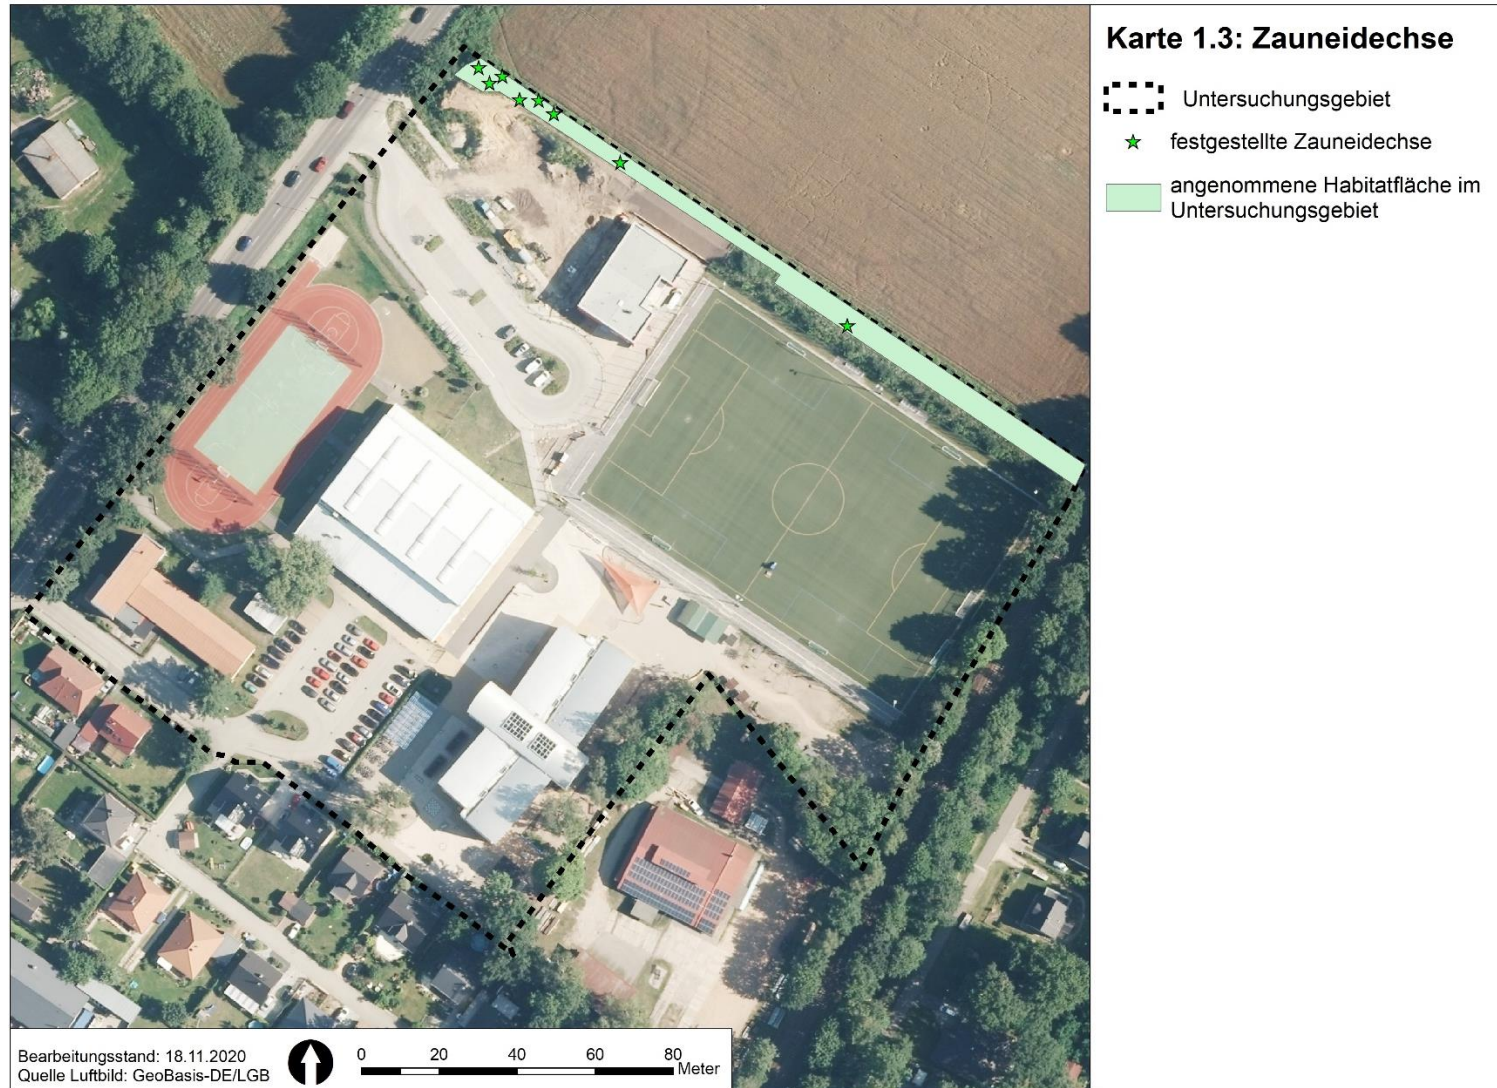 Karte 1.3: Zauneidechse
Untersuchungsgebiet
festgestellte Zauneidechse
angenommene Habitatfläche im
Untersuchungsgebiet
Bearbeitungsstand: 18.11.2020
Quelle Luftbild: GeoBasis-DE/LGB
0 20 40 60 80
Meter